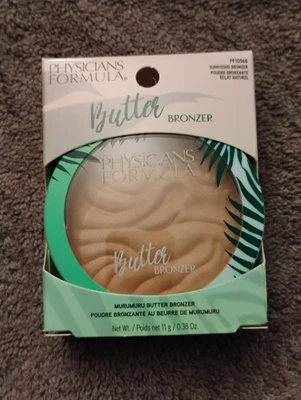 PHYSICIANS
FORMULA®
PF10568
SUNKISSED BRONZER
POUDRE BRONZANTE
ÉCLAT NATUREL
Butter
BRONZER
PHYSICIANS
FORMULA®
Butter
BRONZER
MURUMURU BUTTER BRONZER
POUDRE BRONZANTE AU BEURRE DE MURUMURU
Net Wt. / Poids net 11 g / 0.38 Oz.